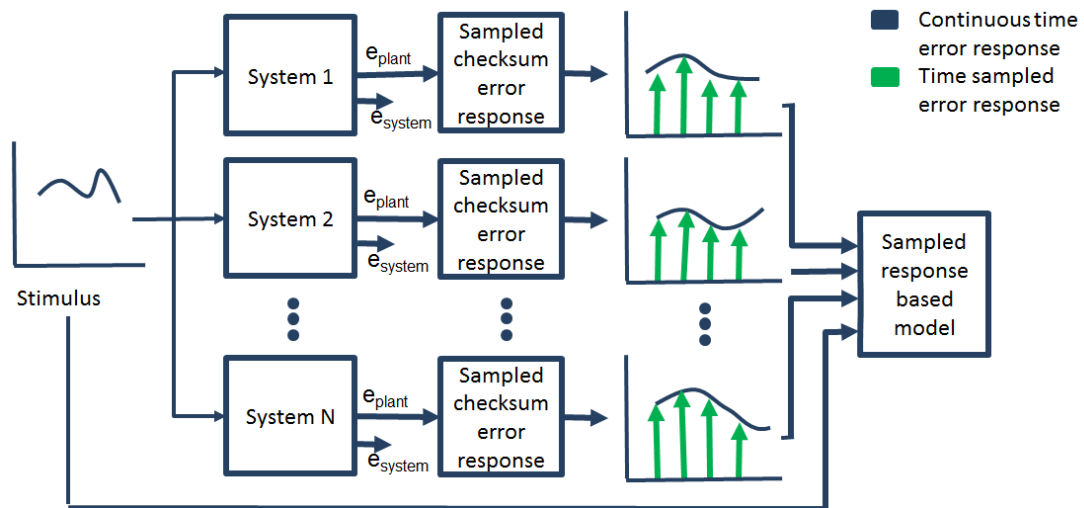 Continuous time
error response
Time sampled
error response
Stimulus
System 1
e_plant
e_system
Sampled
checksum
error
response
System 2
e_plant
e_system
Sampled
checksum
error
response
System N
e_plant
e_system
Sampled
checksum
error
response
Sampled
response
based
model